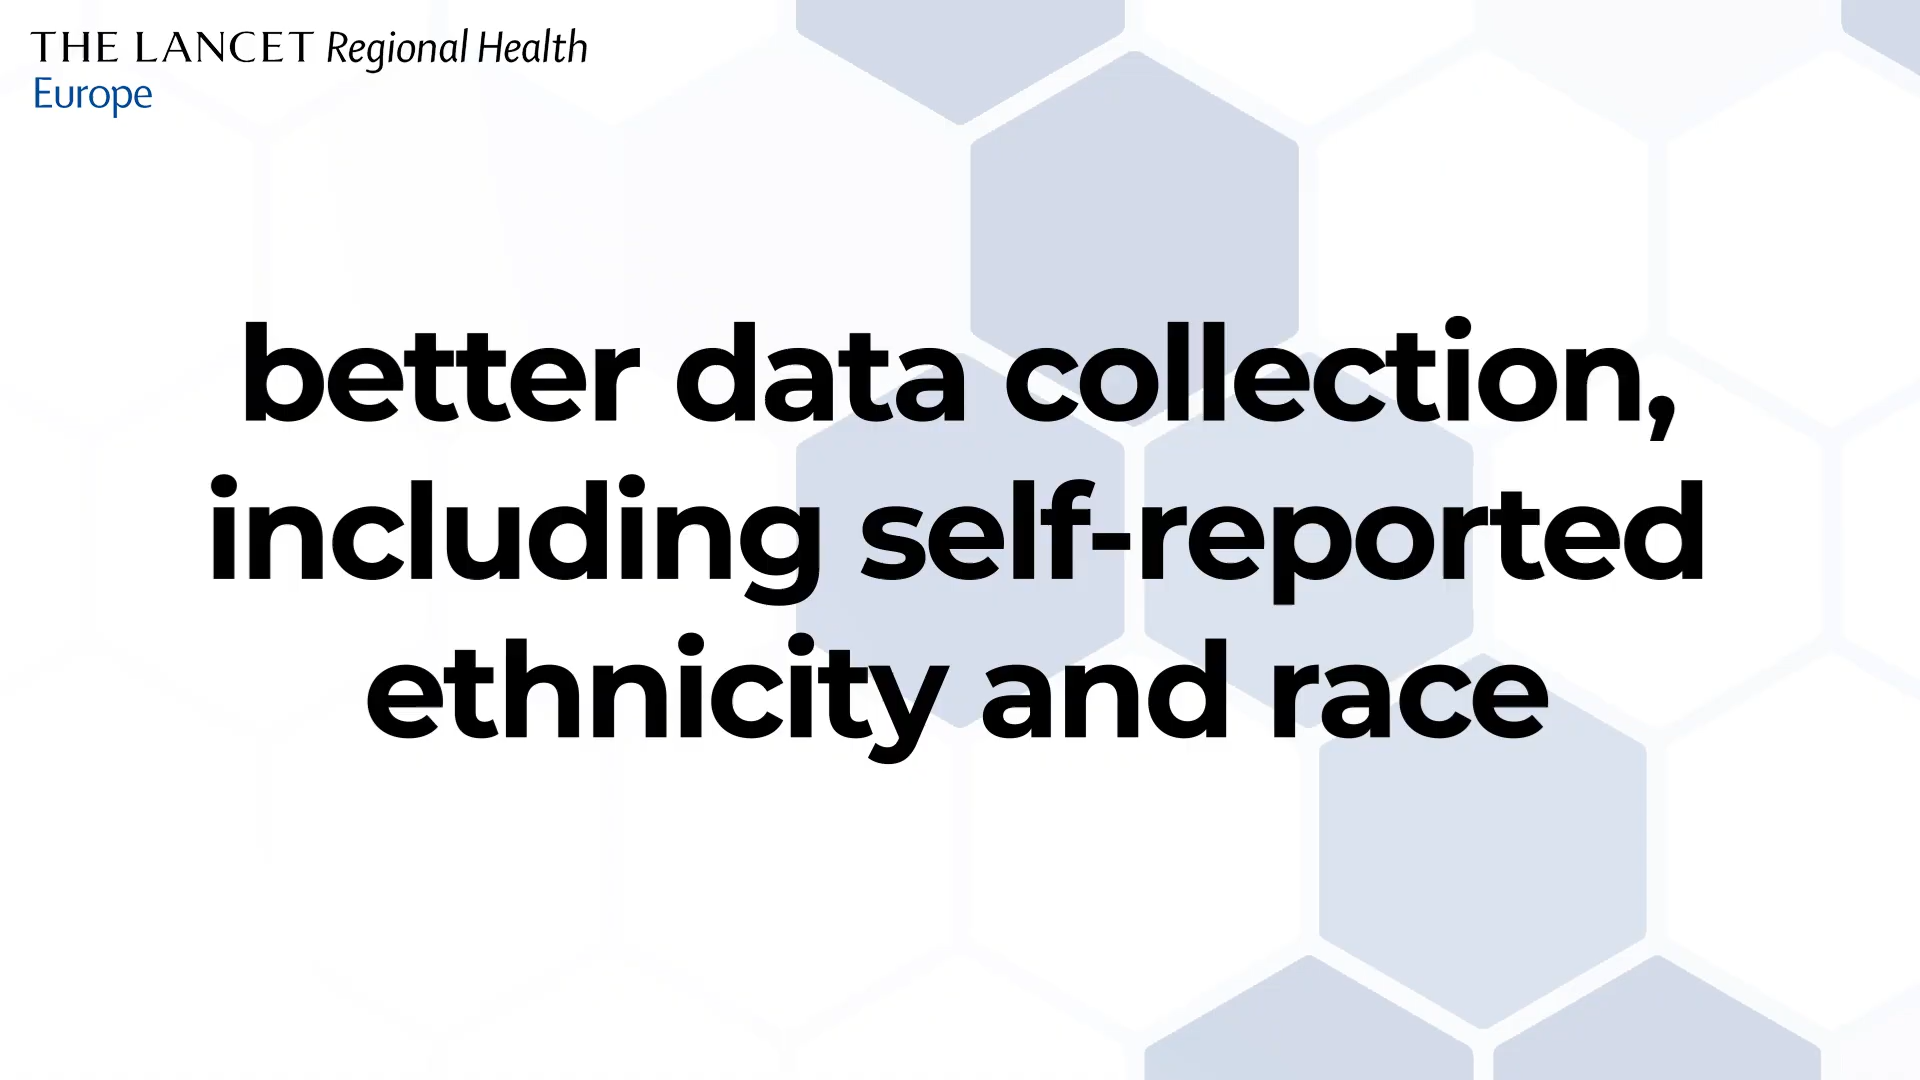 THE LANCET Regional Health
Europe
better data collection,
including self-reported
ethnicity and race